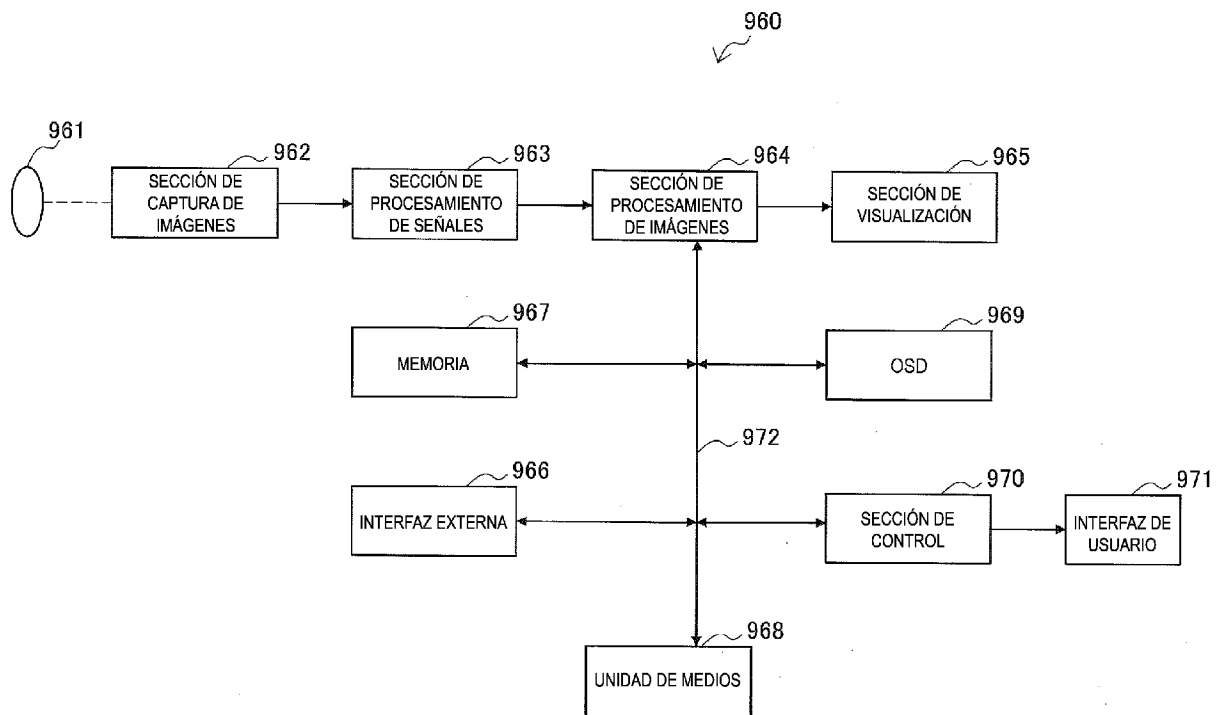 960
961
962
963
964
965
SECCIÓN DE
CAPTURA DE
IMÁGENES
SECCIÓN DE
PROCESAMIENTO
DE SEÑALES
SECCIÓN DE
PROCESAMIENTO
DE IMÁGENES
SECCIÓN DE
VISUALIZACIÓN
967
969
MEMORIA
OSD
972
966
970
971
INTERFAZ EXTERNA
SECCIÓN DE
CONTROL
INTERFAZ DE
USUARIO
968
UNIDAD DE MEDIOS